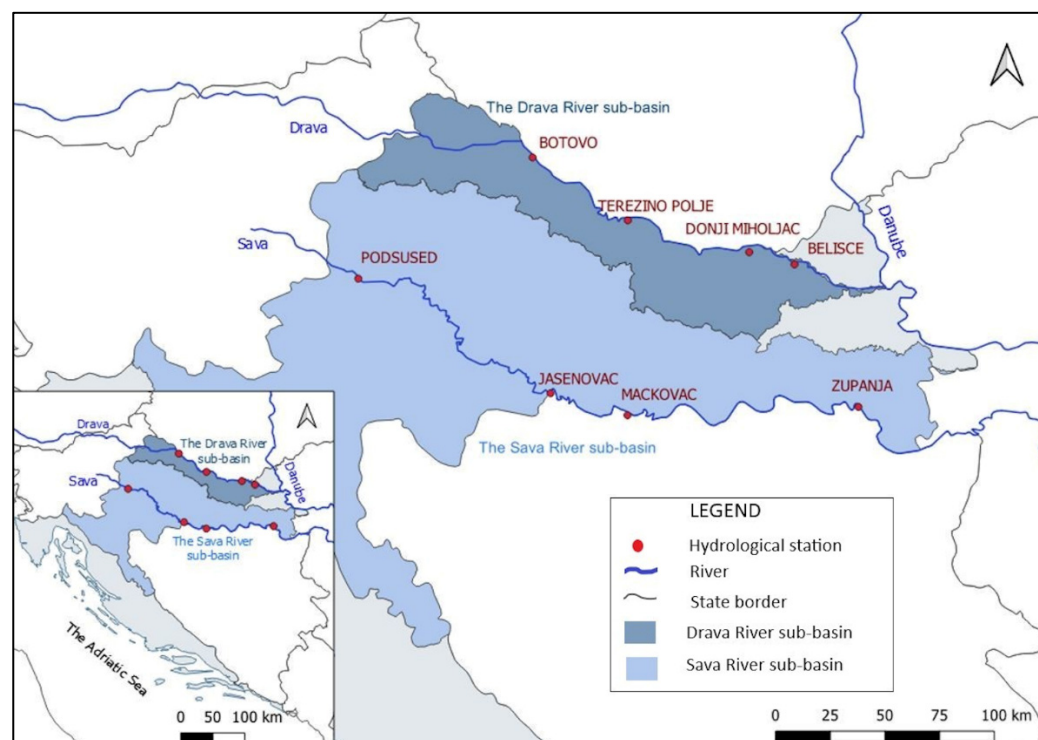 The Drava River sub-basin
Drava
BOTOVO
TEREZINO POLJE
DONJI MIHOLJAC
Danube
BELISCE
Sava
PODSUSED
JASENOVAC
MACKOVAC
ZUPANJA
The Sava River sub-basin
Drava
The Drava River
sub-basin
Danube
Sava
The Sava River
sub-basin
The Adriatic Sea
0 50 100 km
LEGEND
Hydrological station
River
State border
Drava River sub-basin
Sava River sub-basin
0 25 50 75 100 km